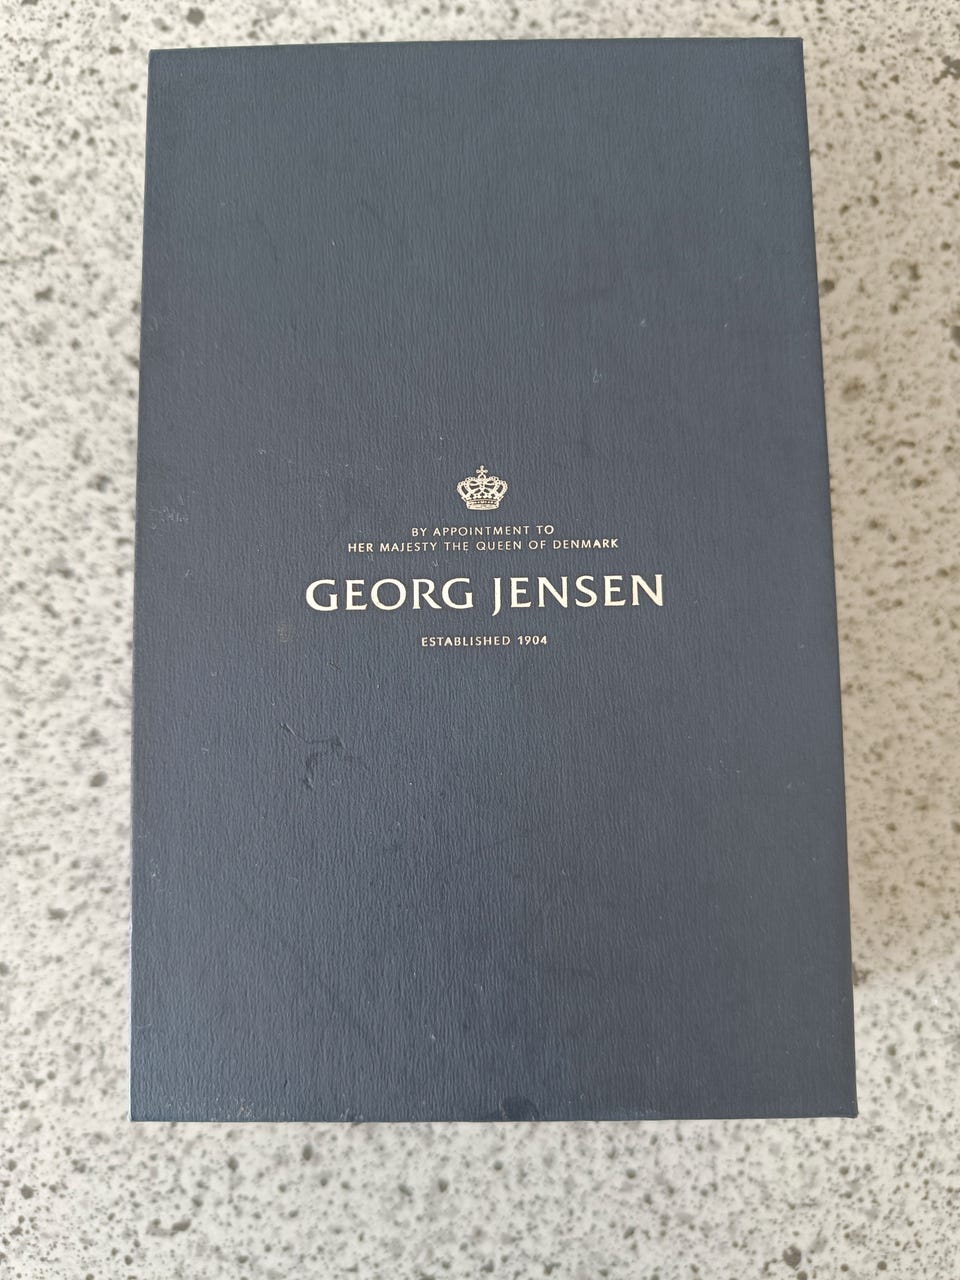 BY APPOINTMENT TO
HER MAJESTY THE QUEEN OF DENMARK
GEORG JENSEN
ESTABLISHED 1904